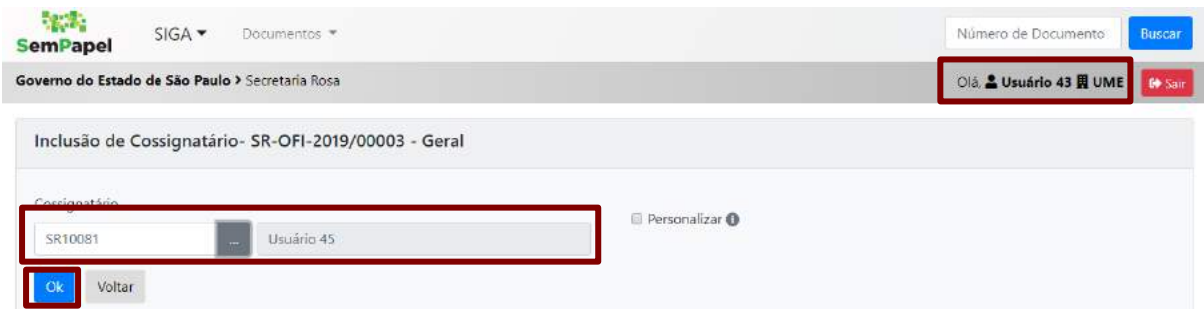 SemPapel
SIGA Documentos
Número de Documento Buscar
Governo do Estado de São Paulo > Secretaria Rosa
Olá, Usuário 43 UME Sair
Inclusão de Cossignatário- SR-OFI-2019/00003 - Geral
Cossignatário
SR10081 ... Usuário 45
Personalizar
Ok Voltar